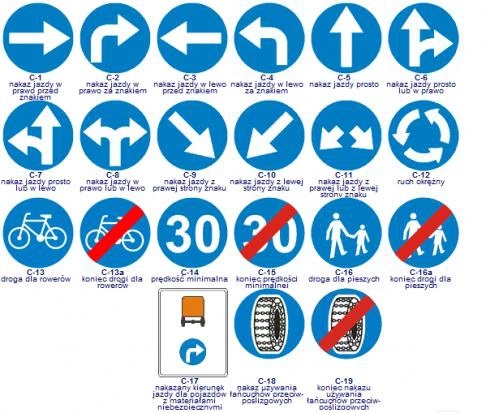 C-1 C-2 C-3 C-4 C-5 C-6
nakaz jazdy w nakaz jazdy w nakaz jazdy w lewo nakaz jazdy w lewo nakaz jazdy prosto nakaz jazdy prosto
prawo przed prawo za znakiem przed znakiem za znakiem lub w prawo
znakiem
C-7 C-8 C-9 C-10 C-11 C-12
nakaz jazdy prosto nakaz jazdy w nakaz jazdy z nakaz jazdy z lewej nakaz jazdy z ruch okrężny
lub w lewo prawo lub w lewo prawej strony znaku strony znaku prawej lub z lewej
strony znaku
30 30
C-13 C-13a C-14 C-15 C-16 C-16a
droga dla rowerów koniec drogi dla prędkość minimalna koniec prędkości droga dla pieszych koniec drogi dla
rowerów minimalnej pieszych
C-17 C-18 C-19
nakazany kierunek nakaz używania koniec nakazu
jazdy dla pojazdów łańcuchów przeciw- używania
z materiałami poślizgowych łańcuchów przeciw-
niebezpiecznymi poślizgowych